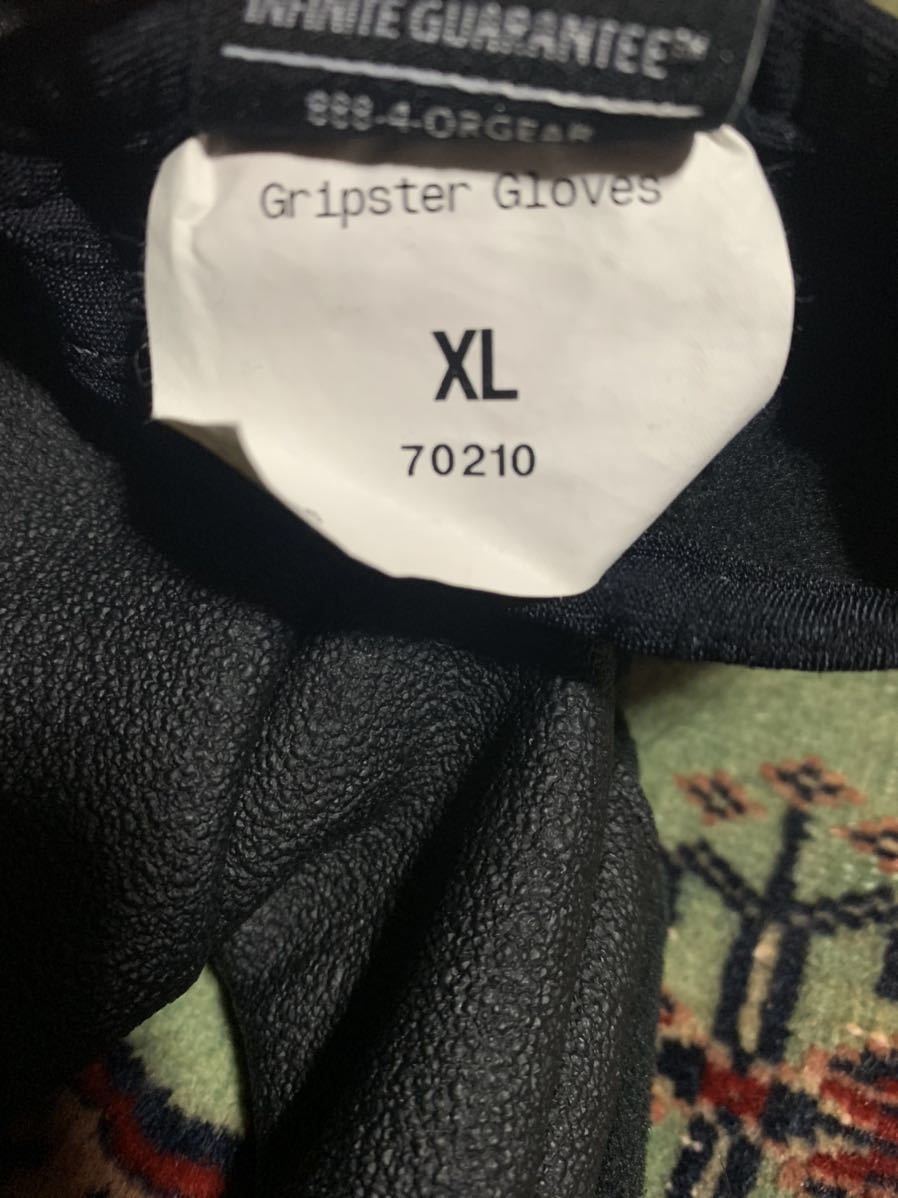 INFINITE GUARANTEE™
888-4-ORGEAR
Gripster Gloves
XL
70210